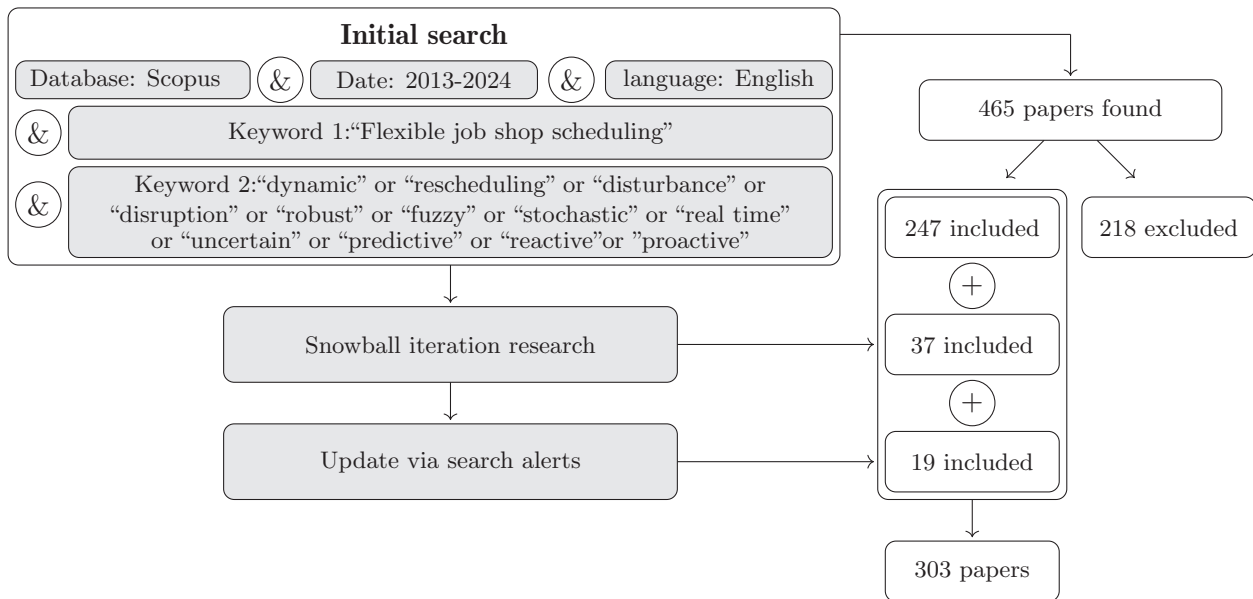 Initial search
Database: Scopus & Date: 2013-2024 & language: English
& Keyword 1:“Flexible job shop scheduling”
Keyword 2:“dynamic” or “rescheduling” or “disturbance” or
& “disruption” or “robust” or “fuzzy” or “stochastic” or “real time”
or “uncertain” or “predictive” or “reactive”or ”proactive”
465 papers found
247 included
218 excluded
+
Snowball iteration research
37 included
+
Update via search alerts
19 included
303 papers